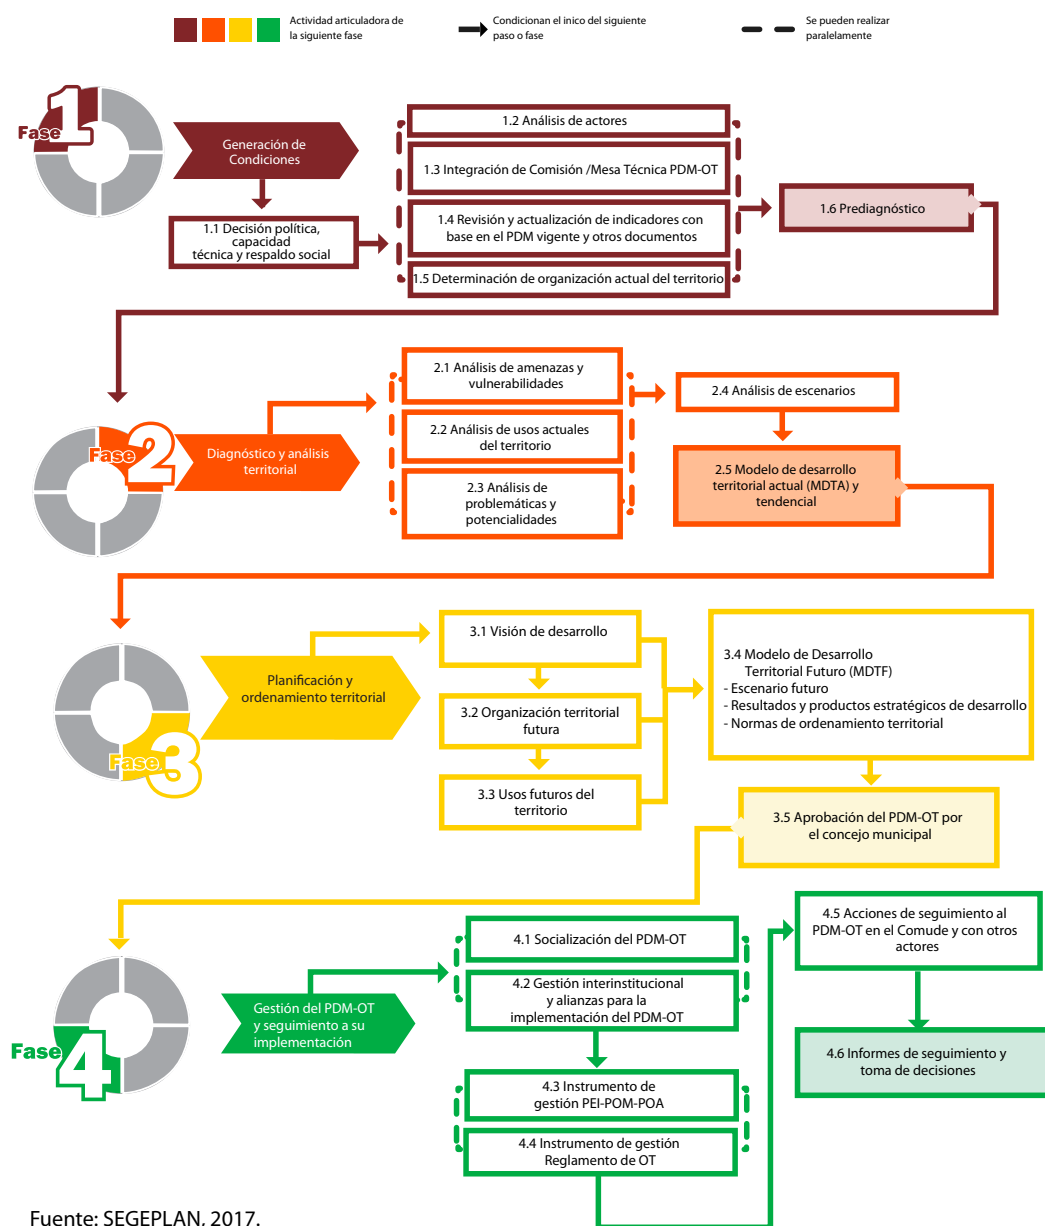 Actividad articuladora de
la siguiente fase
Condicionan el inico del siguiente
paso o fase
Se pueden realizar
paralelamente
Fase 1
Generación de
Condiciones
1.1 Decisión política,
capacidad
técnica y respaldo social
1.2 Análisis de actores
1.3 Integración de Comisión /Mesa Técnica PDM-OT
1.4 Revisión y actualización de indicadores con
base en el PDM vigente y otros documentos
1.5 Determinación de organización actual del territorio
1.6 Prediagnóstico
Fase 2
Diagnóstico y análisis
territorial
2.1 Análisis de amenazas y
vulnerabilidades
2.2 Análisis de usos actuales
del territorio
2.3 Análisis de
problemáticas y
potencialidades
2.4 Análisis de escenarios
2.5 Modelo de desarrollo
territorial actual (MDTA) y
tendencial
Fase 3
Planificación y
ordenamiento territorial
3.1 Visión de desarrollo
3.2 Organización territorial
futura
3.3 Usos futuros del
territorio
3.4 Modelo de Desarrollo
Territorial Futuro (MDTF)
- Escenario futuro
- Resultados y productos estratégicos de desarrollo
- Normas de ordenamiento territorial
3.5 Aprobación del PDM-OT por
el concejo municipal
Fase 4
Gestión del PDM-OT
y seguimiento a su
implementación
4.1 Socialización del PDM-OT
4.2 Gestión interinstitucional
y alianzas para la
implementación del PDM-OT
4.3 Instrumento de
gestión PEI-POM-POA
4.4 Instrumento de gestión
Reglamento de OT
4.5 Acciones de seguimiento al
PDM-OT en el Comude y con otros
actores
4.6 Informes de seguimiento y
toma de decisiones
Fuente: SEGEPLAN, 2017.